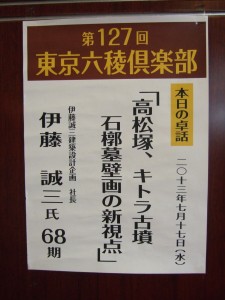 第127回
東京六稜倶楽部
本日の卓話
二〇十三年七月十七日(水)
「高松塚、キトラ古墳
石槨墓壁画の新視点」
伊藤誠三建築設計企画 社長
伊藤 誠三氏 68期